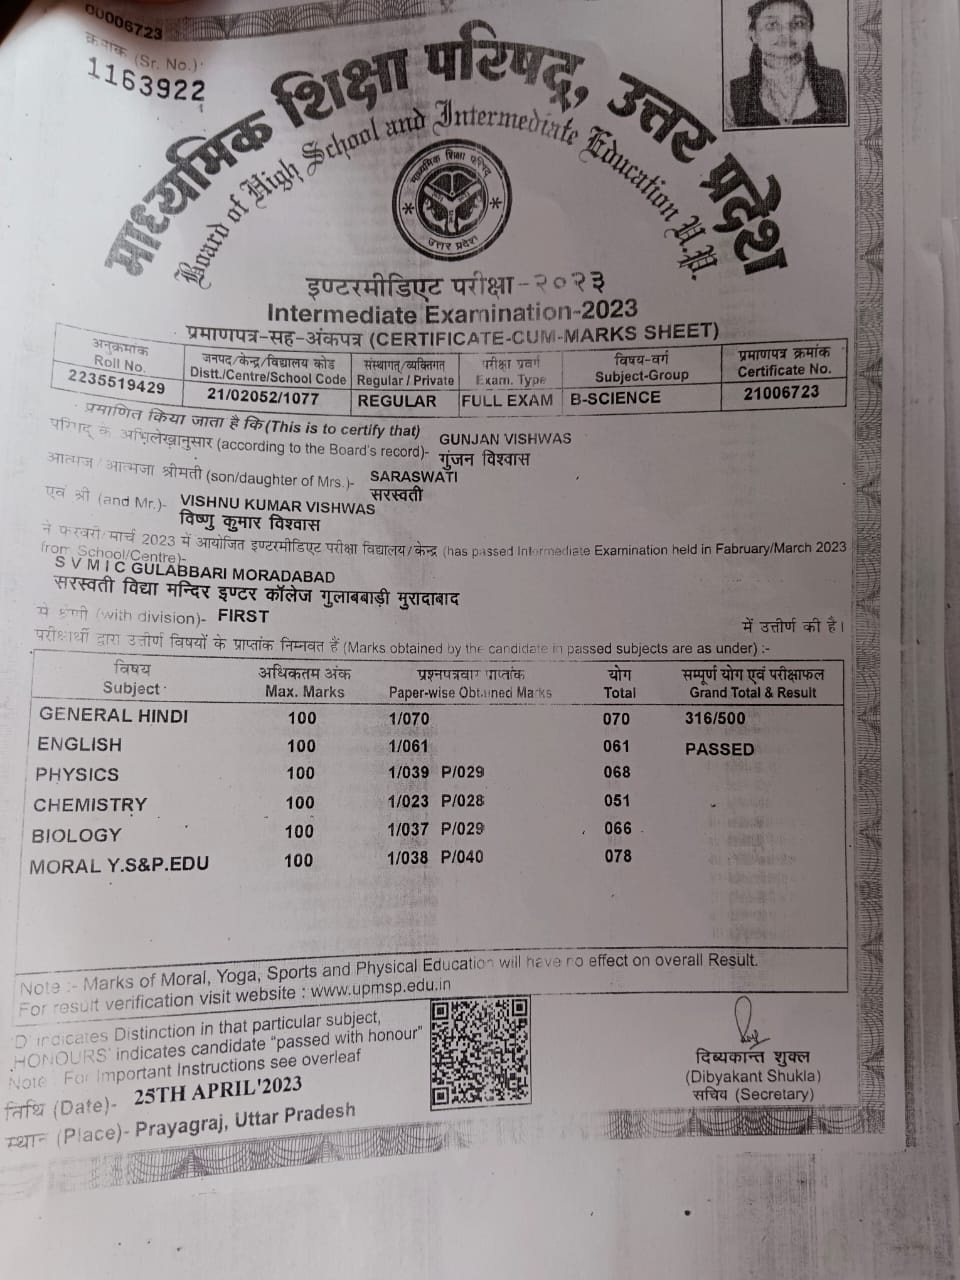 00006723
क्रमांक (Sr. No.)
1163922
माध्यमिक शिक्षा परिषद्, उत्तर प्रदेश
Board of High School and Intermediate Education U.P.
माध्यमिक शिक्षा परिषद्
उत्तर प्रदेश
इण्टरमीडिएट परीक्षा-२०२३
Intermediate Examination-2023
प्रमाणपत्र-सह-अंकपत्र (CERTIFICATE-CUM-MARKS SHEET)
अनुक्रमांक जनपद/केन्द्र/विद्यालय कोड संस्थागत/व्यक्तिगत परीक्षा प्रवर्ग विषय-वर्ग प्रमाणपत्र क्रमांक
Roll No. Distt./Centre/School Code Regular / Private Exam. Type Subject-Group Certificate No.
2235519429 21/02052/1077 REGULAR FULL EXAM B-SCIENCE 21006723
प्रमाणित किया जाता है कि (This is to certify that)
परिषद् के अभिलेखानुसार (according to the Board's record)- GUNJAN VISHWAS
गुंजन विश्वास
आत्मज/आत्मजा श्रीमती (son/daughter of Mrs.)- SARASWATI
सरस्वती
एवं श्री (and Mr.)- VISHNU KUMAR VISHWAS
विष्णु कुमार विश्वास
ने फरवरी/मार्च 2023 में आयोजित इण्टरमीडिएट परीक्षा विद्यालय/केन्द्र (has passed Intermediate Examination held in Fabruary/March 2023
from School/Centre)-
S V M I C GULABBARI MORADABAD
सरस्वती विद्या मन्दिर इण्टर कॉलेज गुलाबबाड़ी मुरादाबाद
में श्रेणी (with division)- FIRST में उत्तीर्ण की है।
परीक्षार्थी द्वारा उत्तीर्ण विषयों के प्राप्तांक निम्नवत हैं (Marks obtained by the candidate in passed subjects are as under) :-
विषय अधिकतम अंक प्रश्नपत्रवार प्राप्तांक योग सम्पूर्ण योग एवं परीक्षाफल
Subject Max. Marks Paper-wise Obtained Marks Total Grand Total & Result
GENERAL HINDI 100 1/070 070 316/500
ENGLISH 100 1/061 061 PASSED
PHYSICS 100 1/039 P/029 068
CHEMISTRY 100 1/023 P/028 051
BIOLOGY 100 1/037 P/029 066
MORAL Y.S&P.EDU 100 1/038 P/040 078
Note :- Marks of Moral, Yoga, Sports and Physical Education will have no effect on overall Result.
For result verification visit website : www.upmsp.edu.in
'D' indicates Distinction in that particular subject,
'HONOURS' indicates candidate "passed with honour"
Note : For Important Instructions see overleaf
तिथि (Date)- 25TH APRIL'2023
स्थान (Place)- Prayagraj, Uttar Pradesh
दिब्यकान्त शुक्ल
(Dibyakant Shukla)
सचिव (Secretary)